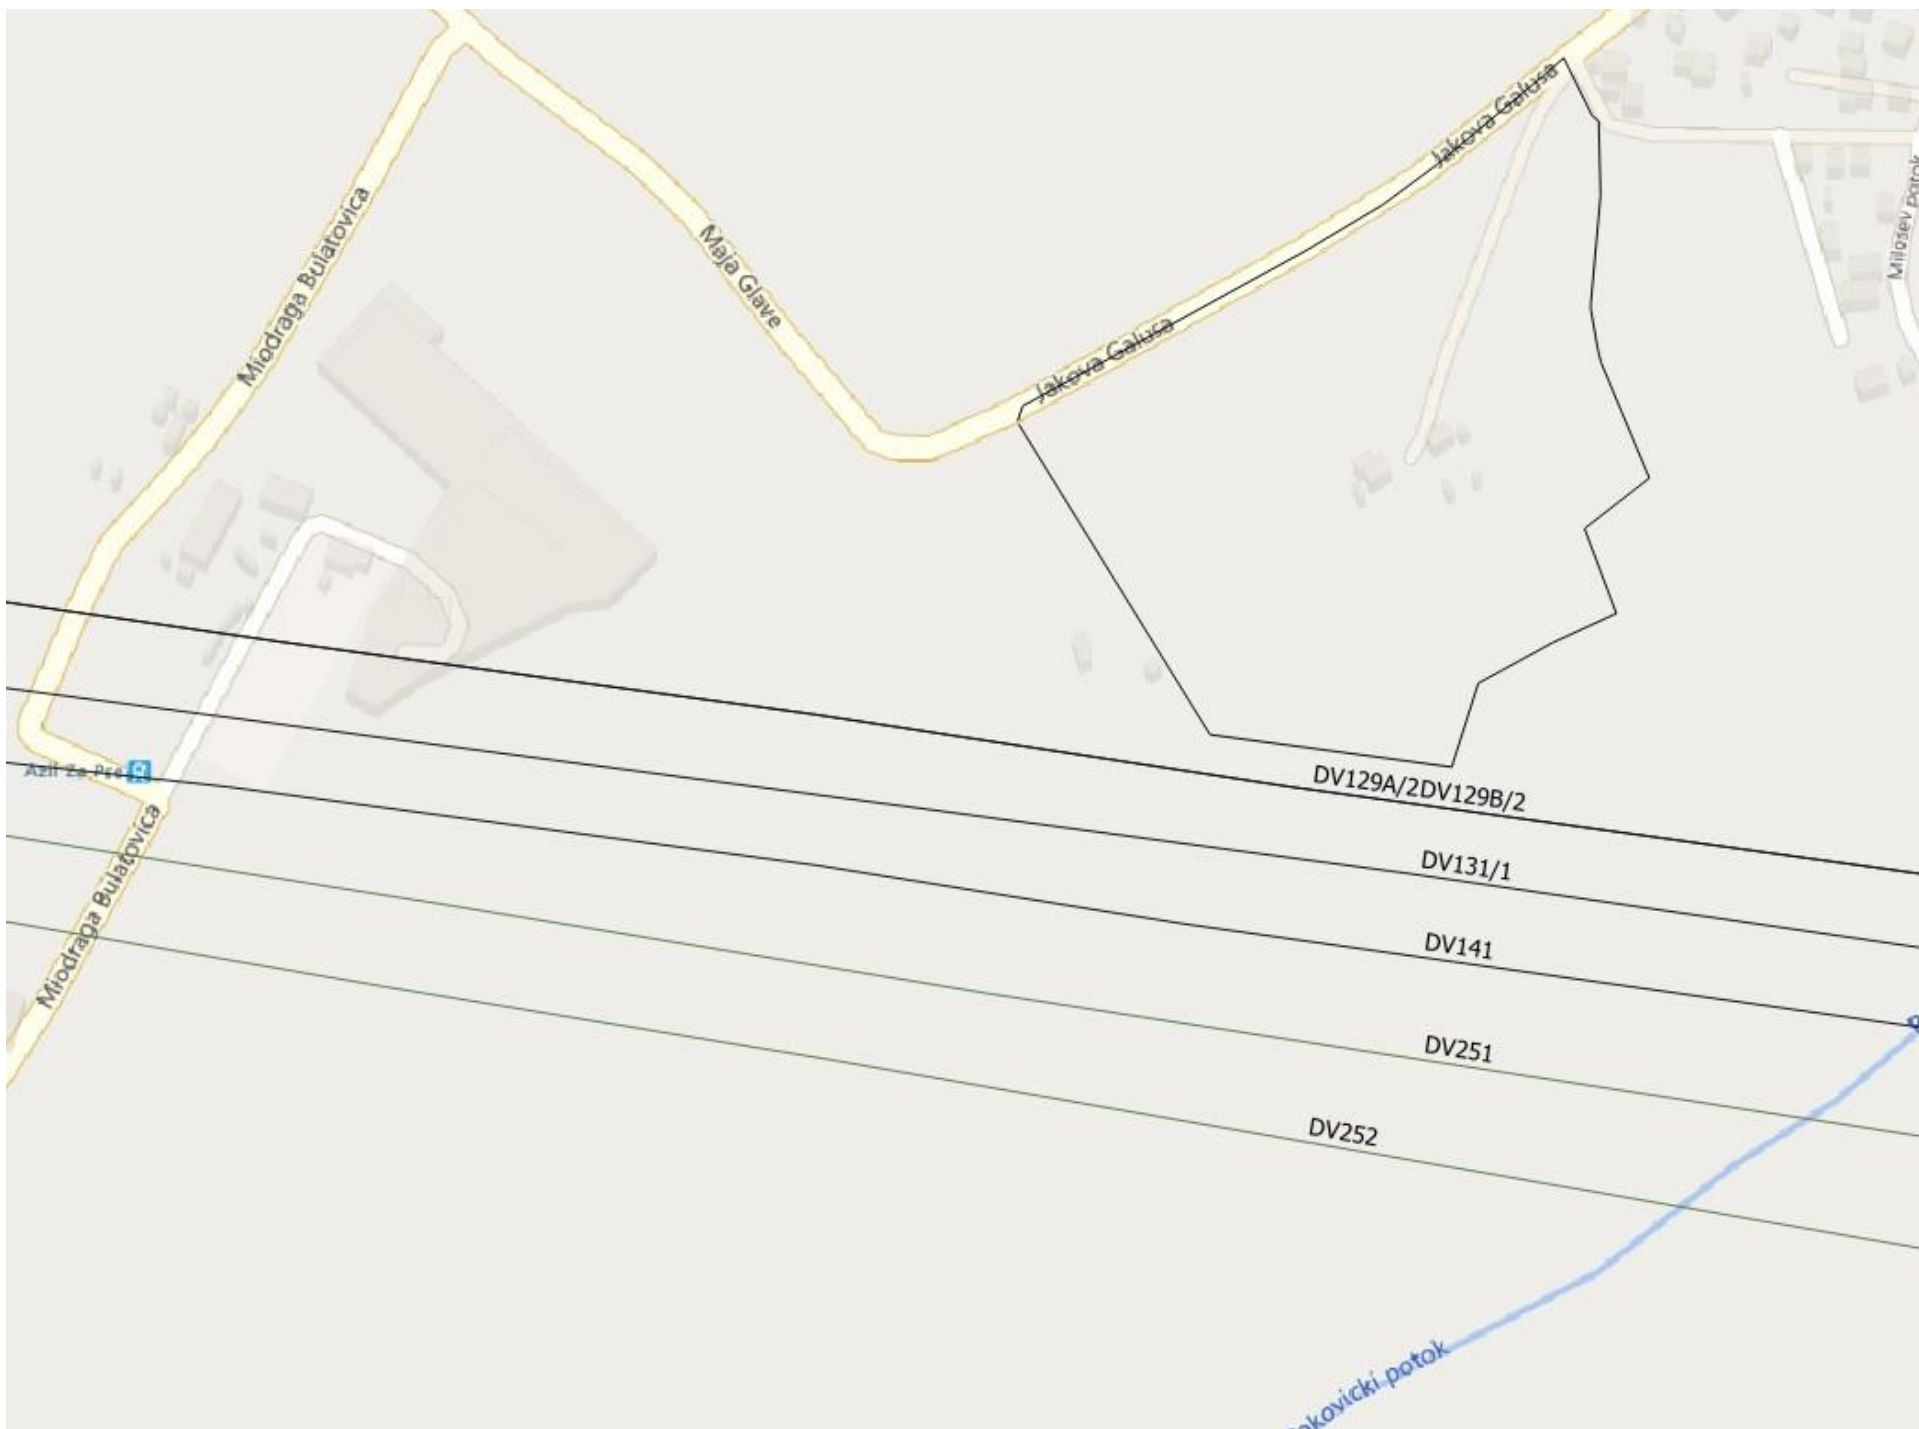 Jakova Galusa
Milosev potok
Miodraga Bulatovica
Maja Glave
Jakova Galusa
Azil Za Pse
DV129A/2DV129B/2
Miodraga Bulatovica
DV131/1
DV141
DV251
DV252
kovicki potok